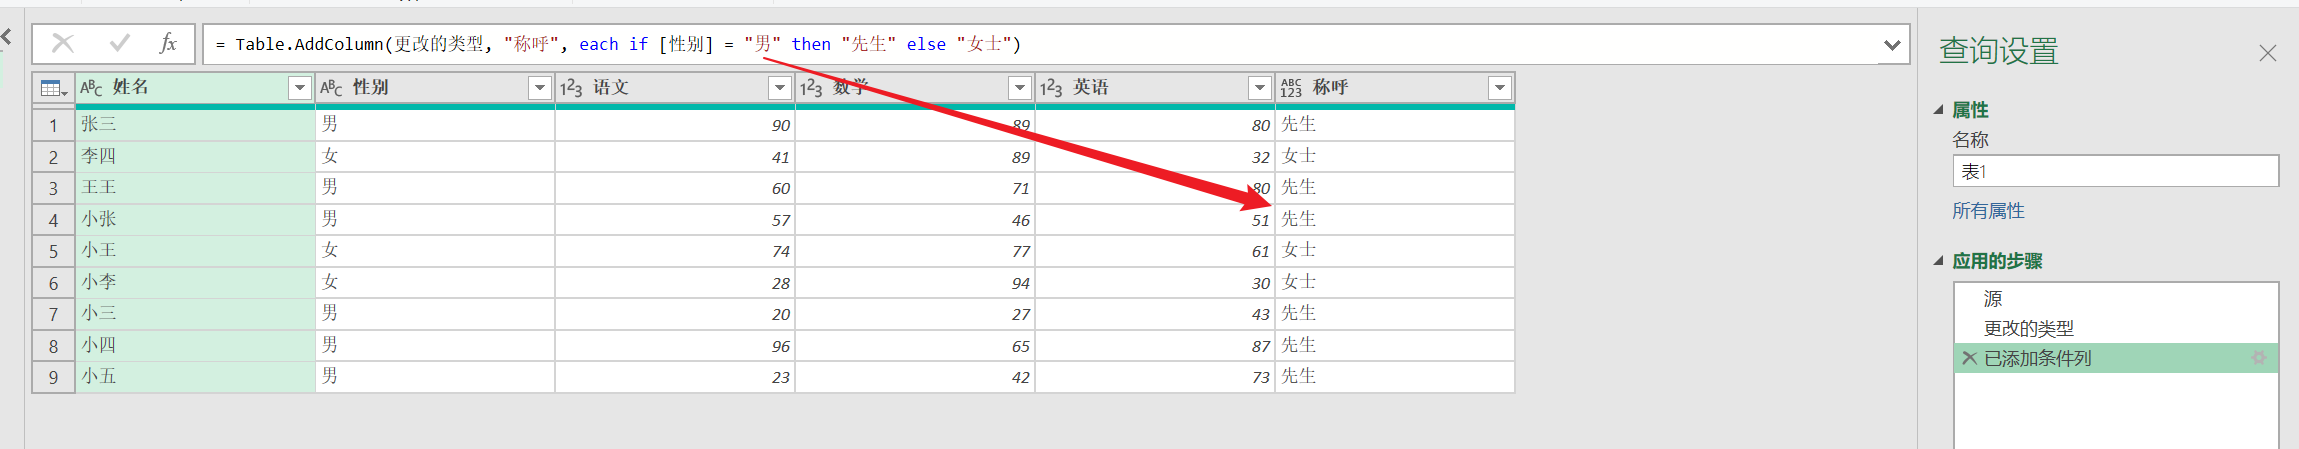 = Table.AddColumn(更改的类型, "称呼", each if [性别] = "男" then "先生" else "女士")
姓名 性别 语文 数学 英语 称呼
1 张三 男 90 89 80 先生
2 李四 女 41 89 32 女士
3 王王 男 60 71 80 先生
4 小张 男 57 46 51 先生
5 小王 女 74 77 61 女士
6 小李 女 28 94 30 女士
7 小三 男 20 27 43 先生
8 小四 男 96 65 87 先生
9 小五 男 23 42 73 先生
查询设置
属性
名称
表1
所有属性
应用的步骤
源
更改的类型
已添加条件列